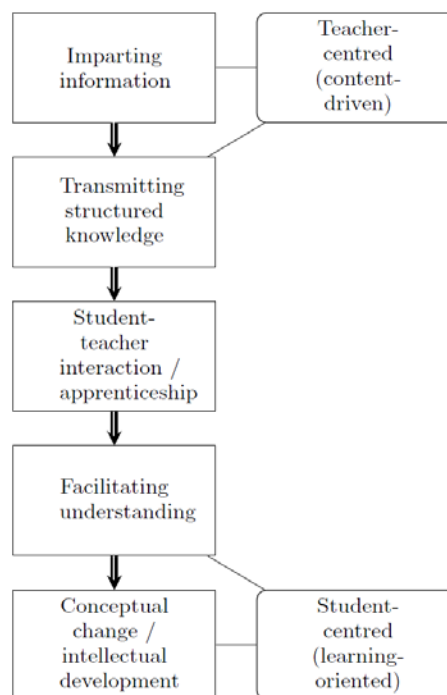 Imparting
information
Teacher-
centred
(content-
driven)
Transmitting
structured
knowledge
Student-
teacher
interaction /
apprenticeship
Facilitating
understanding
Conceptual
change /
intellectual
development
Student-
centred
(learning-
oriented)